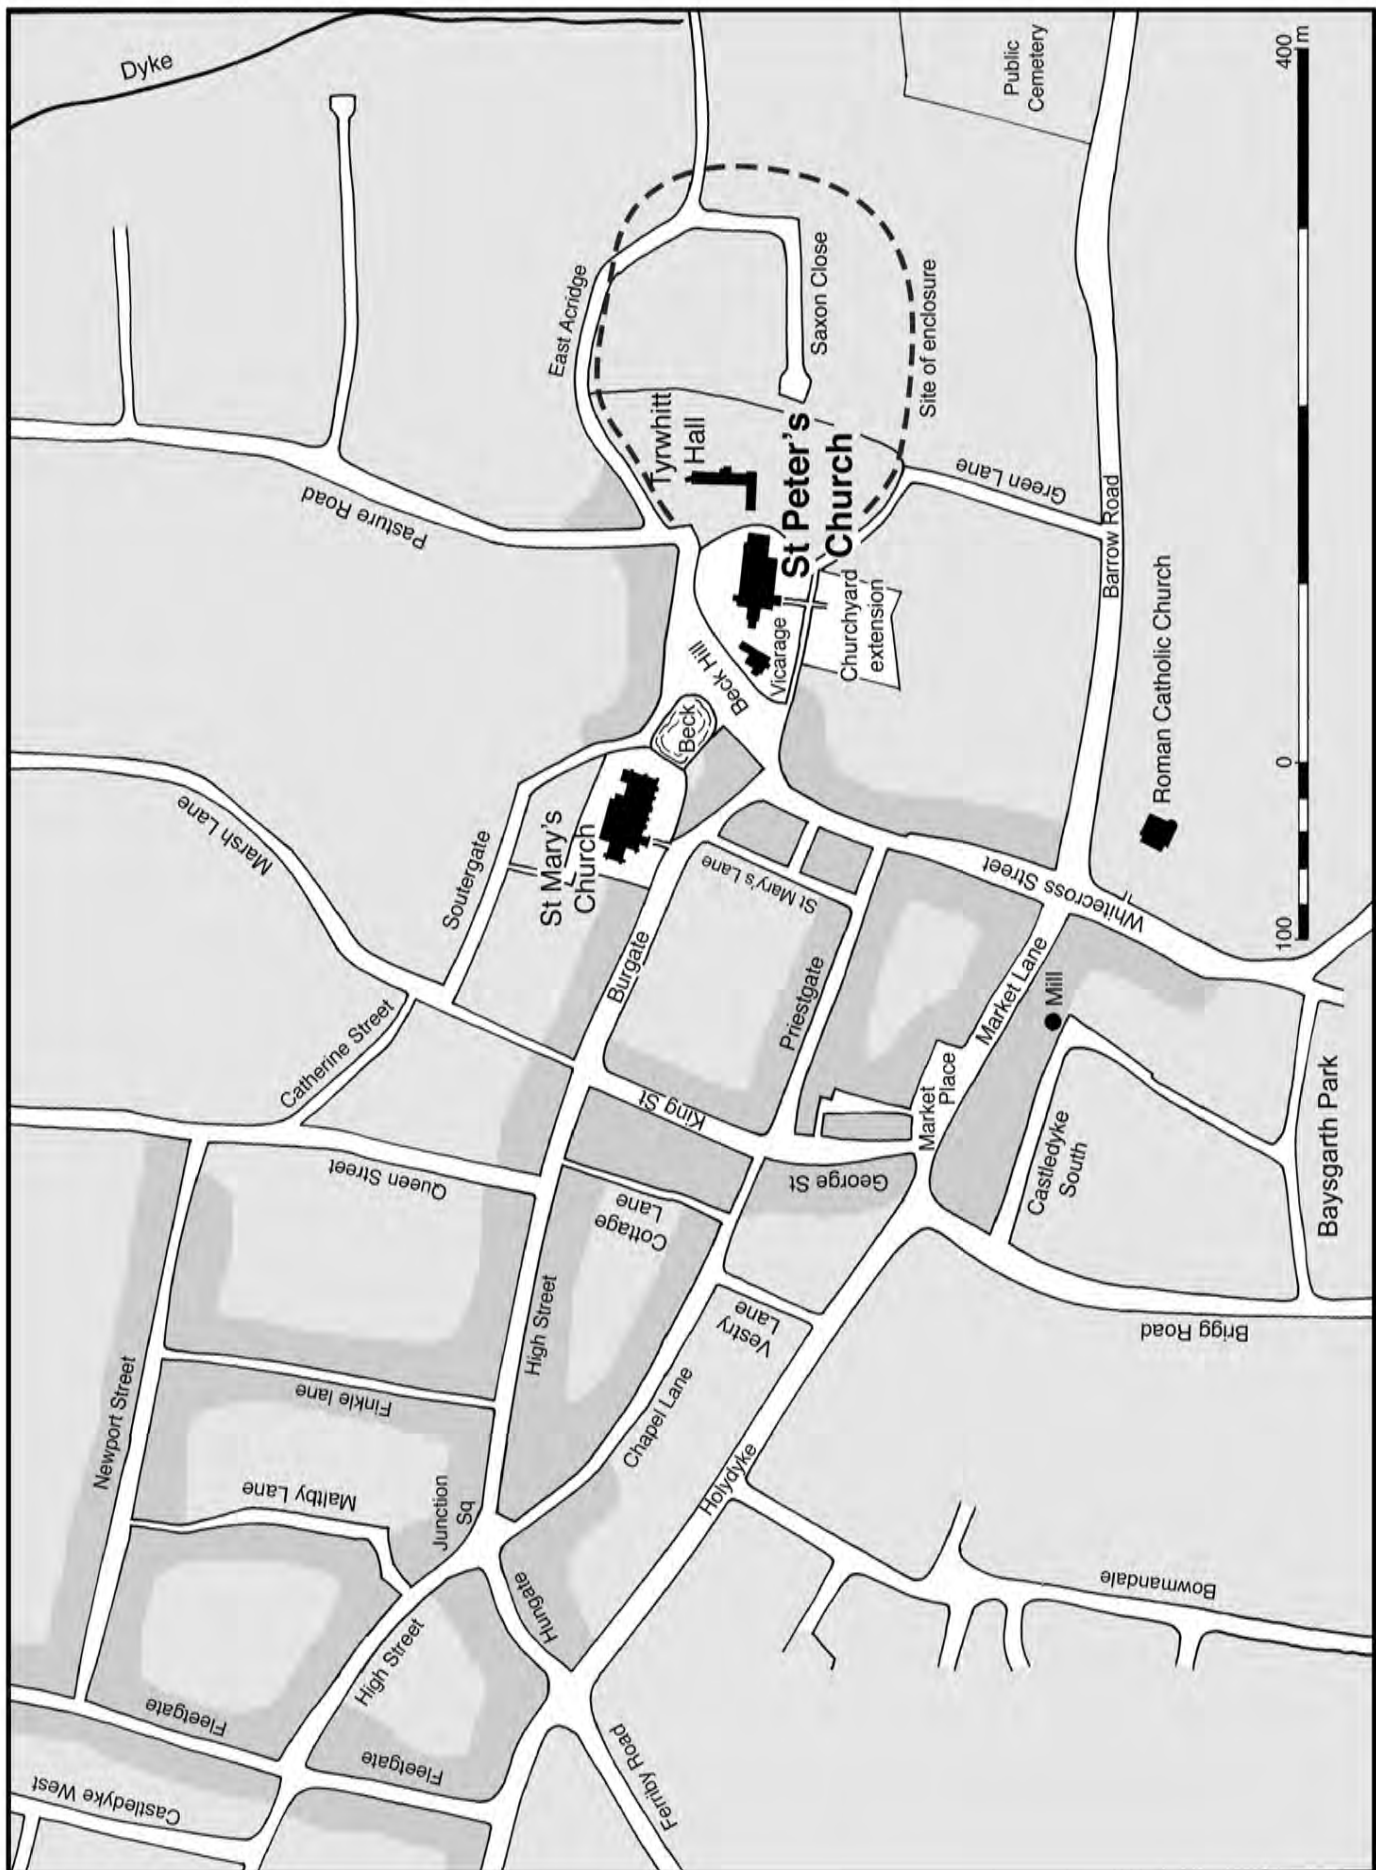 Dyke
Public
Cemetery
400 m
East Acridge
Saxon Close
Site of enclosure
Tyrwhitt
Hall
St Peter's
Church
Pasture Road
Green Lane
Barrow Road
Vicarage
Churchyard
extension
Beck Hill
Beck
Roman Catholic Church
0
Marsh Lane
Soutergate
St Mary's
Church
St Mary's Lane
Whitecross Street
100
Burgate
Priestgate
Market Lane
Mill
Catherine Street
King St
Market
Place
Castledyke
South
Baysgarth Park
Queen Street
Cottage
Lane
George St
Newport Street
Finkle lane
High Street
Vestry
Lane
Brigg Road
Chapel Lane
Maltby Lane
Junction
Sq
Holydyke
Hungate
High Street
Bowmandale
Fleetgate
Fleetgate
Castledyke West
Ferriby Road